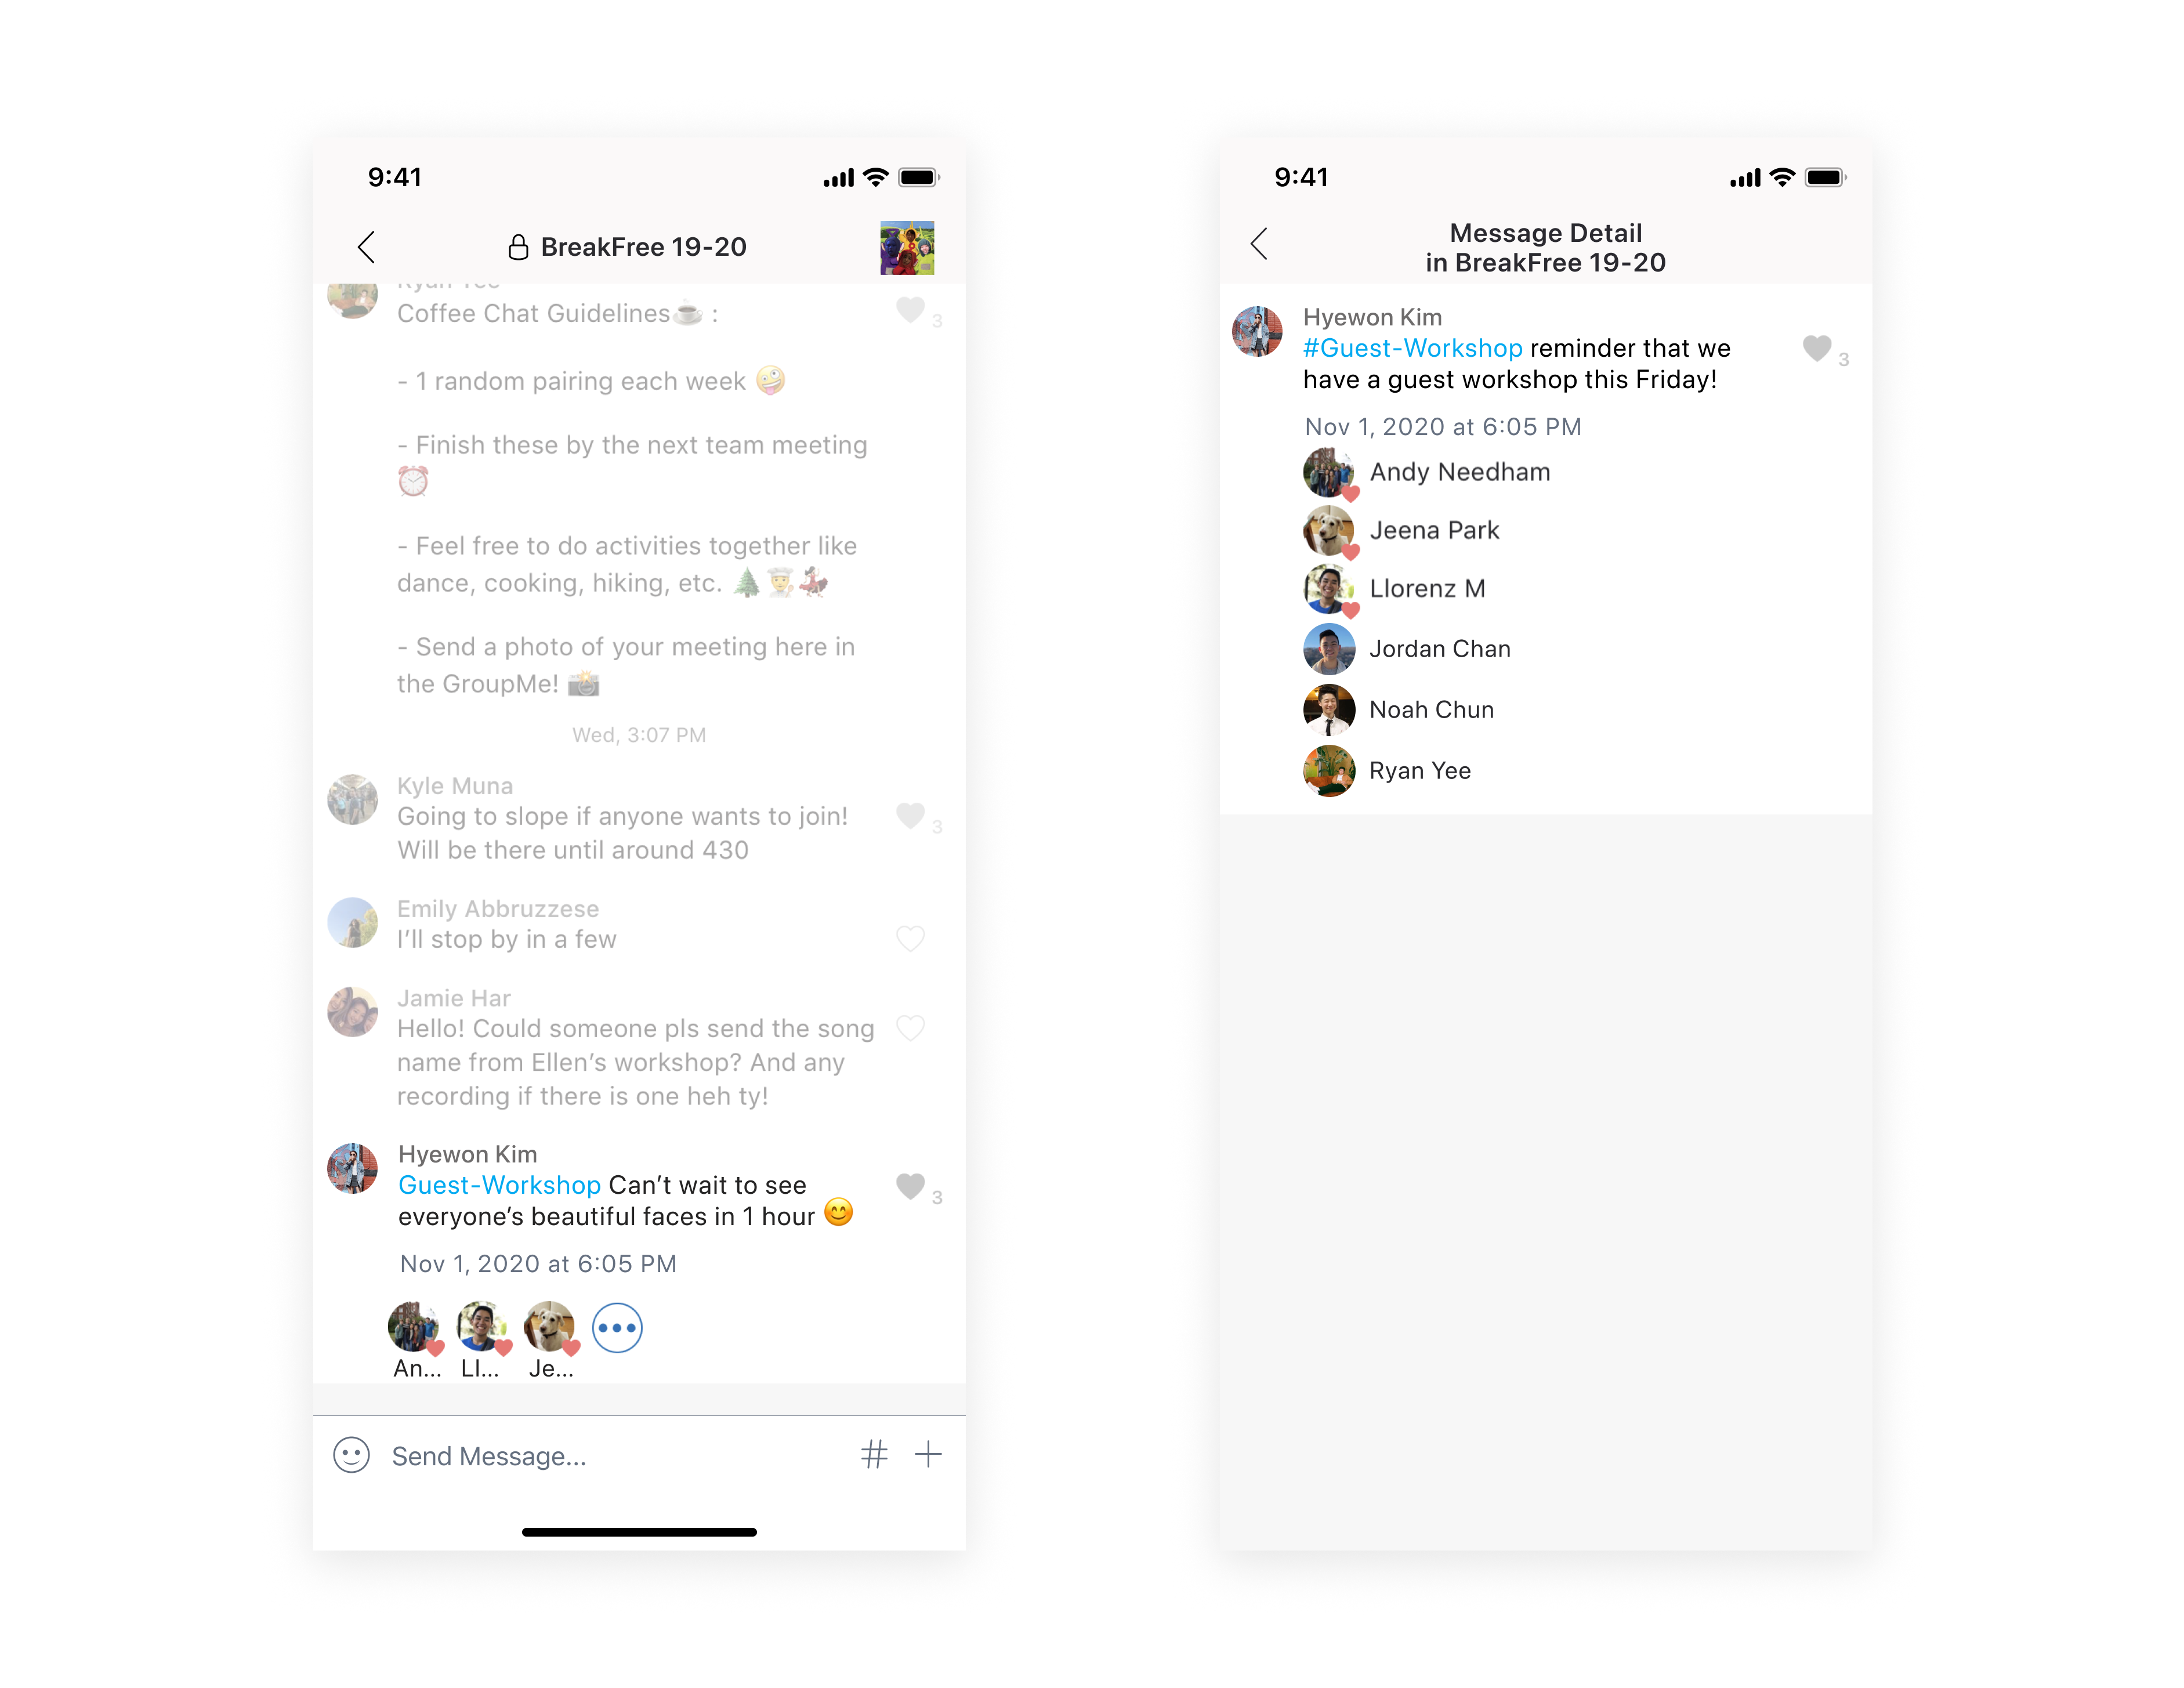 9:41
BreakFree 19-20
Ryan Yee
Coffee Chat Guidelines☕ :
- 1 random pairing each week 🤪
- Finish these by the next team meeting
⏰
- Feel free to do activities together like
dance, cooking, hiking, etc. 🌲👨‍🍳💃
- Send a photo of your meeting here in
the GroupMe! 📸
Wed, 3:07 PM
Kyle Muna
Going to slope if anyone wants to join!
Will be there until around 430
3
3
Emily Abbruzzese
I’ll stop by in a few
Jamie Har
Hello! Could someone pls send the song
name from Ellen’s workshop? And any
recording if there is one heh ty!
Hyewon Kim
Guest-Workshop Can’t wait to see
everyone’s beautiful faces in 1 hour 😊
3
Nov 1, 2020 at 6:05 PM
An... Ll... Je...
Send Message...
#
9:41
Message Detail
in BreakFree 19-20
Hyewon Kim
#Guest-Workshop reminder that we
have a guest workshop this Friday!
3
Nov 1, 2020 at 6:05 PM
Andy Needham
Jeena Park
Llorenz M
Jordan Chan
Noah Chun
Ryan Yee